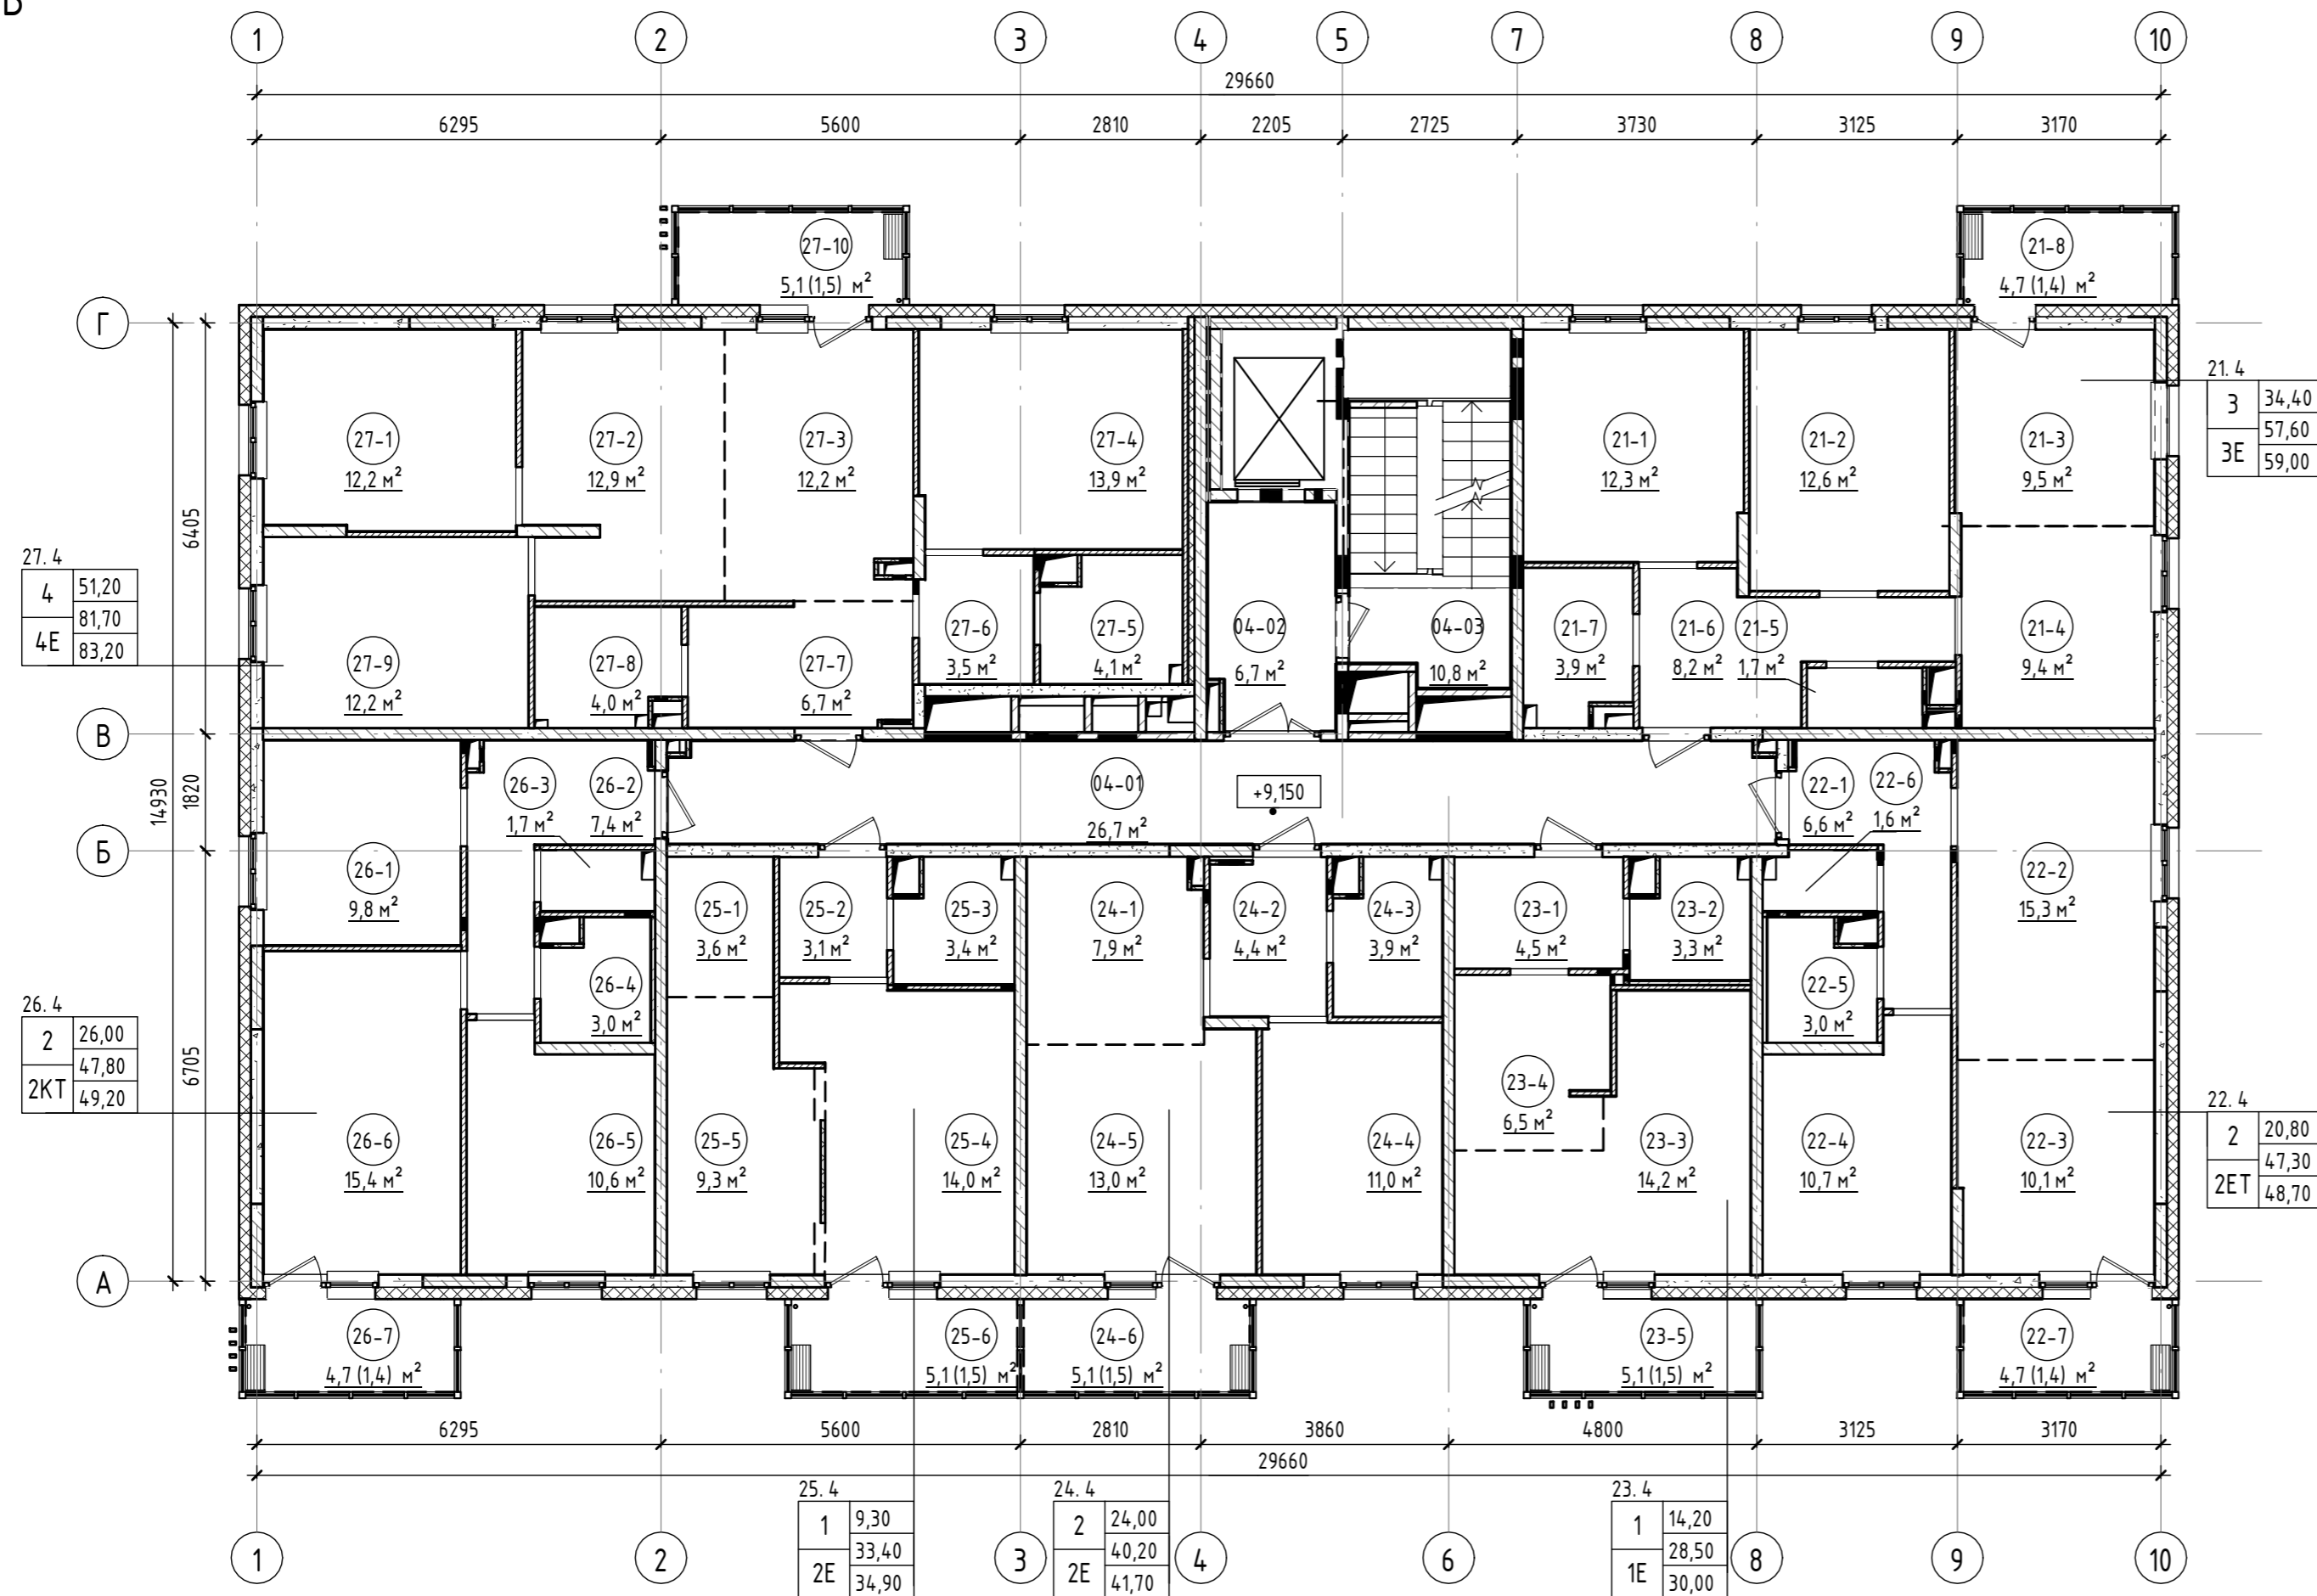 1 2 3 4 5 7 8 9 10
29660
6295 5600 2810 2205 2725 3730 3125 3170
27-10
5,1 (1,5) м²
21-8
4,7 (1,4) м²
Г
21. 4
3 34,40
57,60
3Е 59,00
27-1
12,2 м²
27-2
12,9 м²
27-3
12,2 м²
27-4
13,9 м²
21-1
12,3 м²
21-2
12,6 м²
21-3
9,5 м²
6405
27. 4
4 51,20
81,70
4Е 83,20
27-9
12,2 м²
27-8
4,0 м²
27-7
6,7 м²
27-6
3,5 м²
27-5
4,1 м²
04-02
6,7 м²
04-03
10,8 м²
21-7
3,9 м²
21-6
8,2 м²
21-5
1,7 м²
21-4
9,4 м²
В
14930
1820
26-3
1,7 м²
26-2
7,4 м²
04-01
26,7 м²
+9,150
22-1
6,6 м²
22-6
1,6 м²
Б
26-1
9,8 м²
25-1
3,6 м²
25-2
3,1 м²
25-3
3,4 м²
24-1
7,9 м²
24-2
4,4 м²
24-3
3,9 м²
23-1
4,5 м²
23-2
3,3 м²
22-2
15,3 м²
26-4
3,0 м²
22-5
3,0 м²
26. 4
2 26,00
47,80
2КТ 49,20
6705
23-4
6,5 м²
26-6
15,4 м²
26-5
10,6 м²
25-5
9,3 м²
25-4
14,0 м²
24-5
13,0 м²
24-4
11,0 м²
23-3
14,2 м²
22-4
10,7 м²
22-3
10,1 м²
22. 4
2 20,80
47,30
2ЕТ 48,70
А
26-7
4,7 (1,4) м²
25-6
5,1 (1,5) м²
24-6
5,1 (1,5) м²
23-5
5,1 (1,5) м²
22-7
4,7 (1,4) м²
6295 5600 2810 3860 4800 3125 3170
29660
25. 4
1 9,30
33,40
2Е 34,90
24. 4
2 24,00
40,20
2Е 41,70
23. 4
1 14,20
28,50
1Е 30,00
1 2 3 4 6 8 9 10